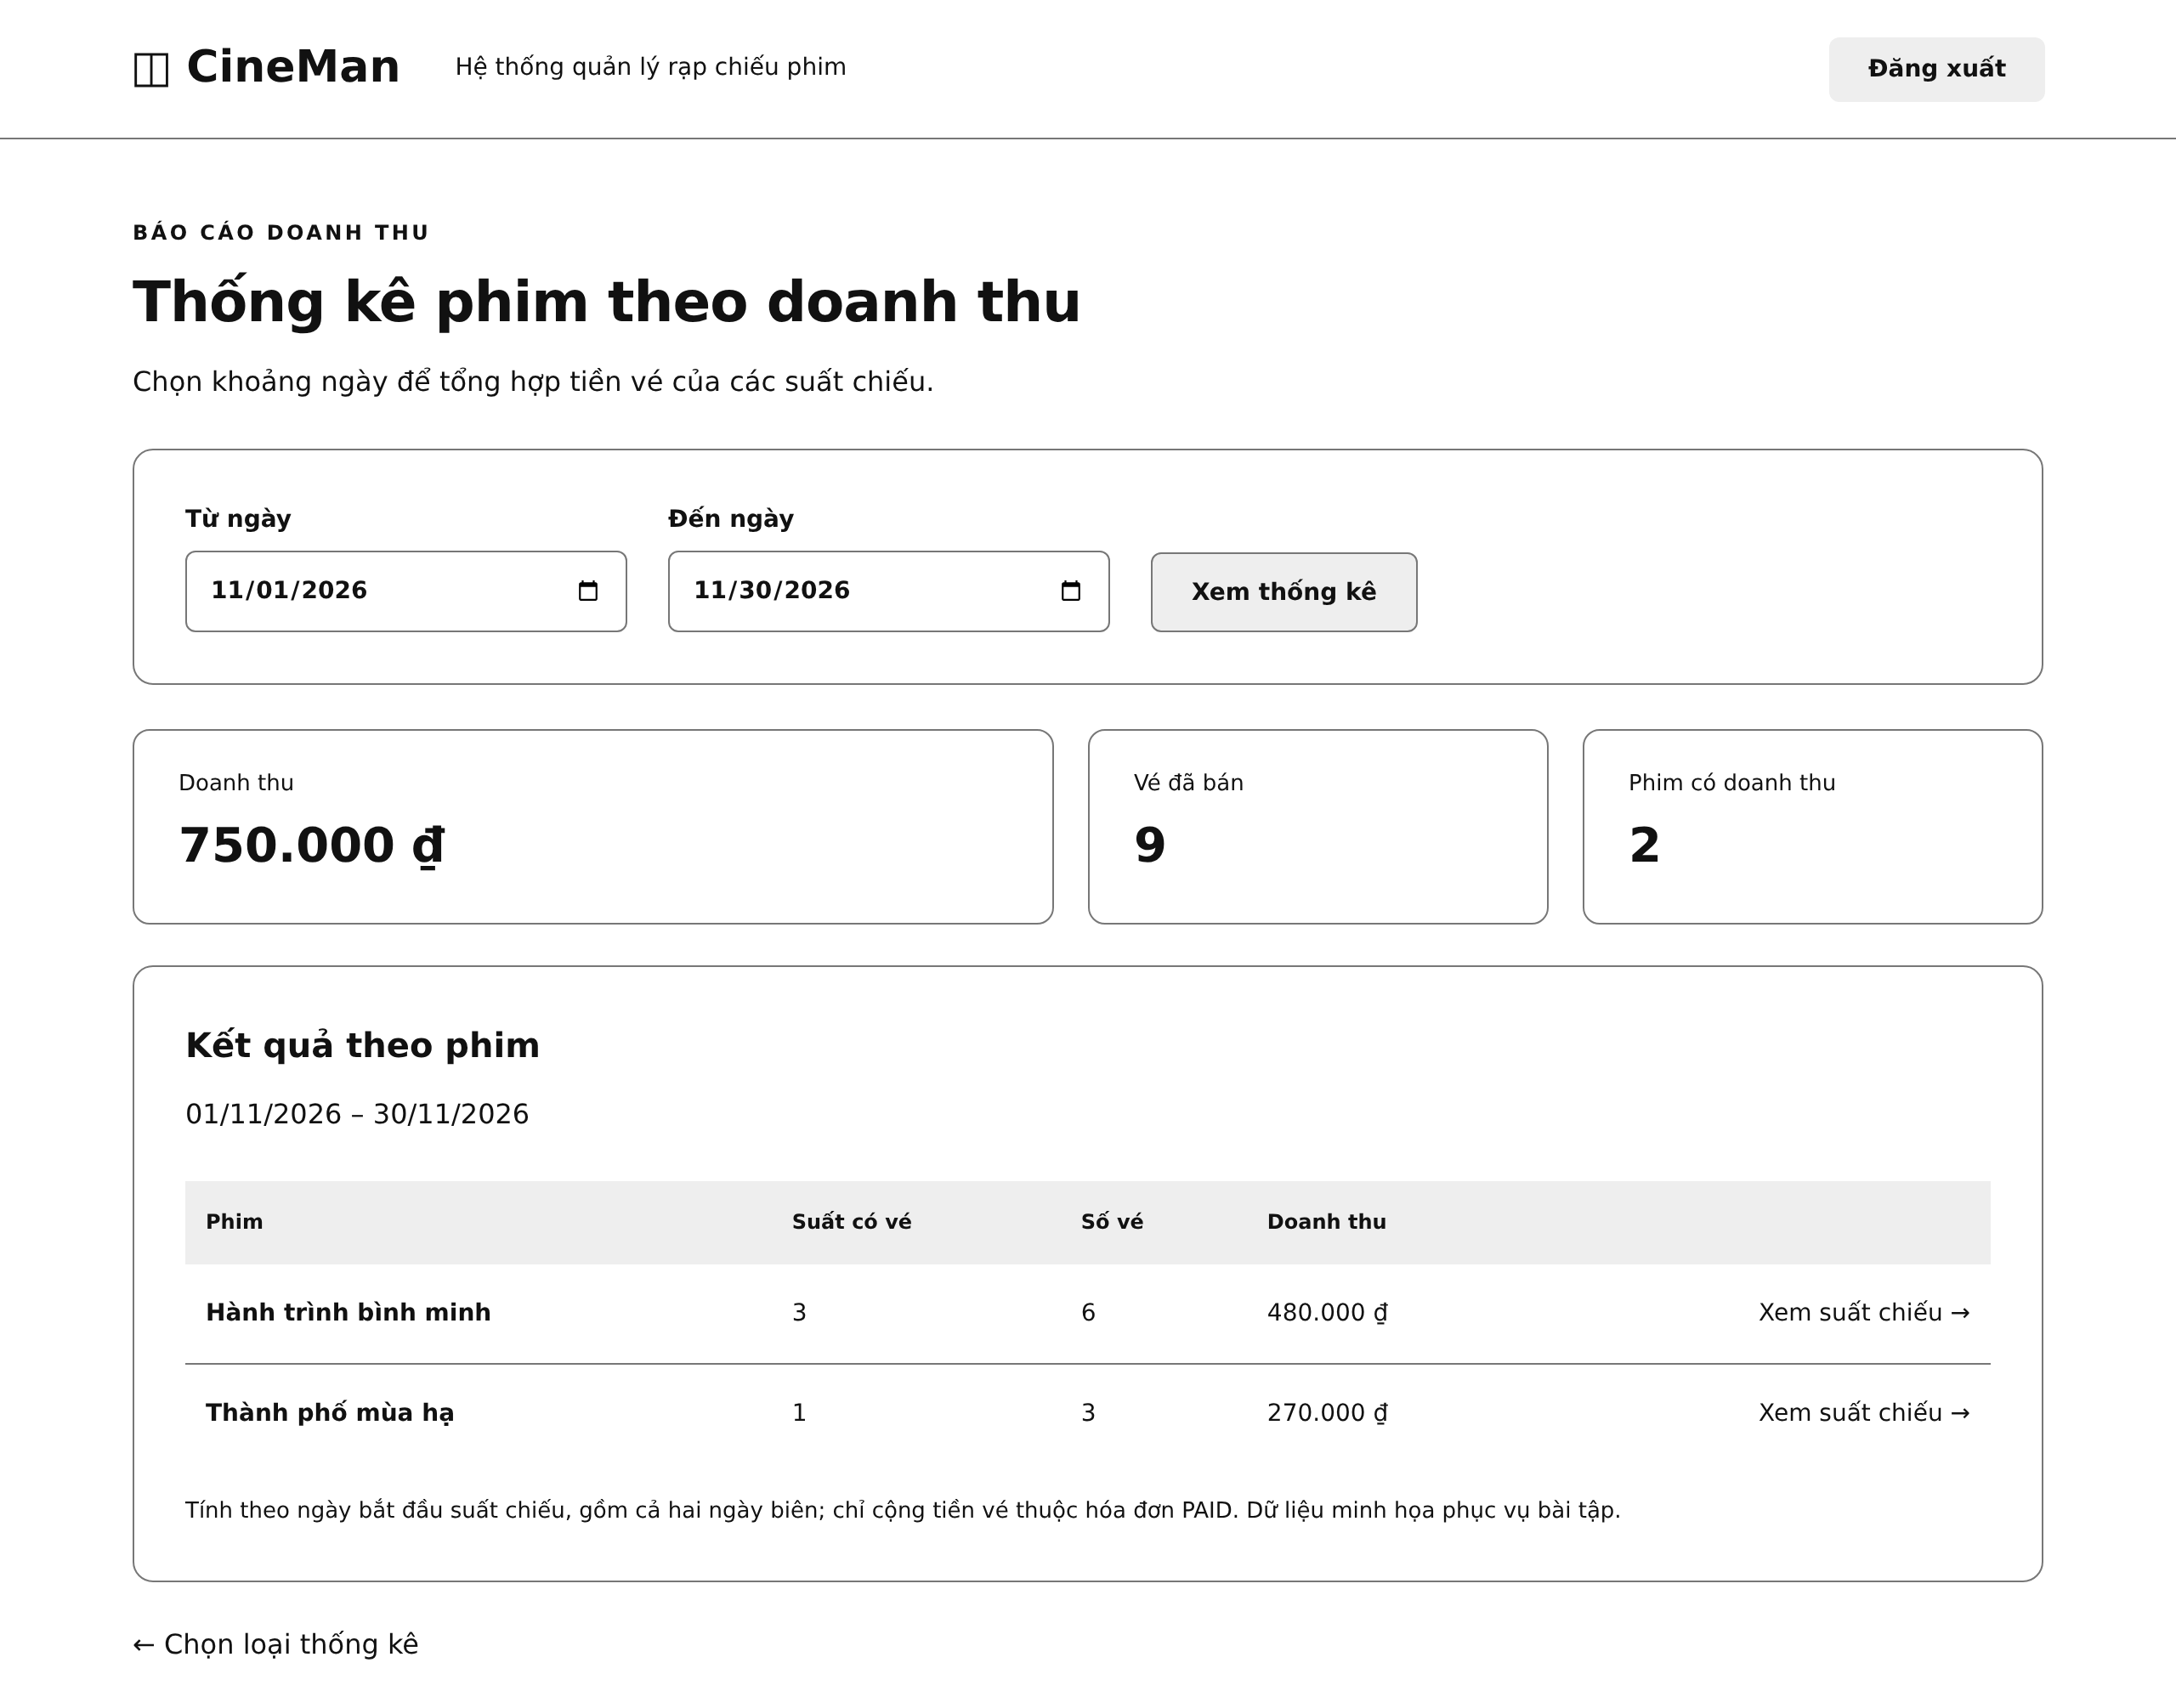 CineMan
Hệ thống quản lý rạp chiếu phim
Đăng xuất
BÁO CÁO DOANH THU
Thống kê phim theo doanh thu
Chọn khoảng ngày để tổng hợp tiền vé của các suất chiếu.
Từ ngày
Đến ngày
11/01/2026
11/30/2026
Xem thống kê
Doanh thu
750.000 ₫
Vé đã bán
9
Phim có doanh thu
2
Kết quả theo phim
01/11/2026 – 30/11/2026
Phim Suất có vé Số vé Doanh thu
Hành trình bình minh 3 6 480.000 ₫ Xem suất chiếu →
Thành phố mùa hạ 1 3 270.000 ₫ Xem suất chiếu →
Tính theo ngày bắt đầu suất chiếu, gồm cả hai ngày biên; chỉ cộng tiền vé thuộc hóa đơn PAID. Dữ liệu minh họa phục vụ bài tập.
← Chọn loại thống kê